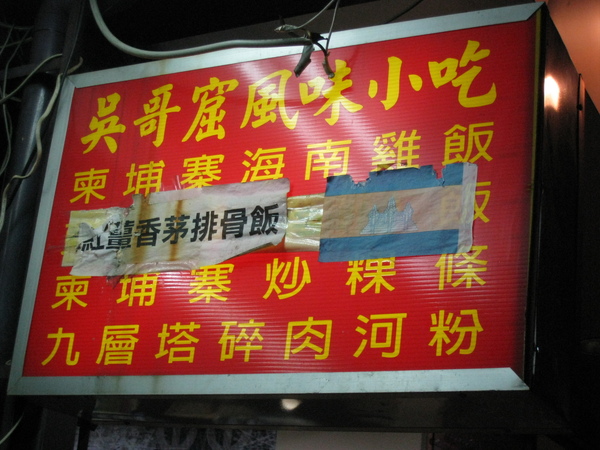 吳哥窟風味小吃
柬埔寨海南雞飯
紅薑香茅排骨飯
柬埔寨炒粿條
九層塔碎肉河粉